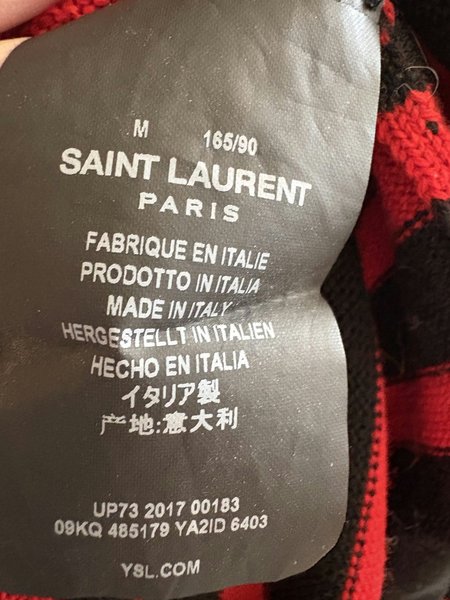 M 165/90
SAINT LAURENT
PARIS
FABRIQUE EN ITALIE
PRODOTTO IN ITALIA
MADE IN ITALY
HERGESTELLT IN ITALIEN
HECHO EN ITALIA
イタリア製
产地:意大利
UP73 2017 00183
09KQ 485179 YA2ID 6403
YSL.COM